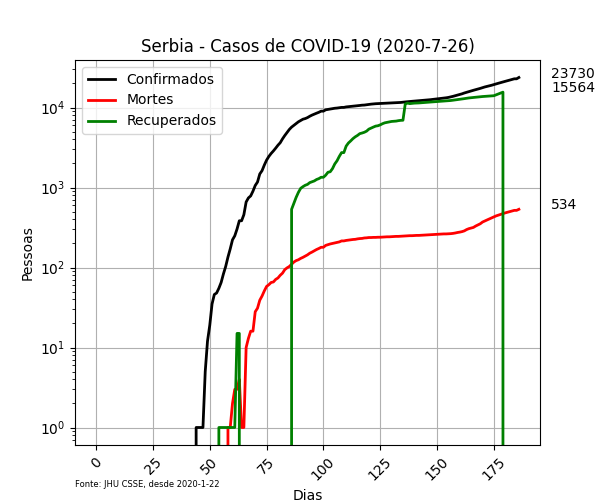 Serbia - Casos de COVID-19 (2020-7-26)
Confirmados
Mortes
Recuperados
23730
15564
534
10⁴
10³
10²
10¹
10⁰
Pessoas
0 25 50 75 100 125 150 175
Fonte: JHU CSSE, desde 2020-1-22
Dias